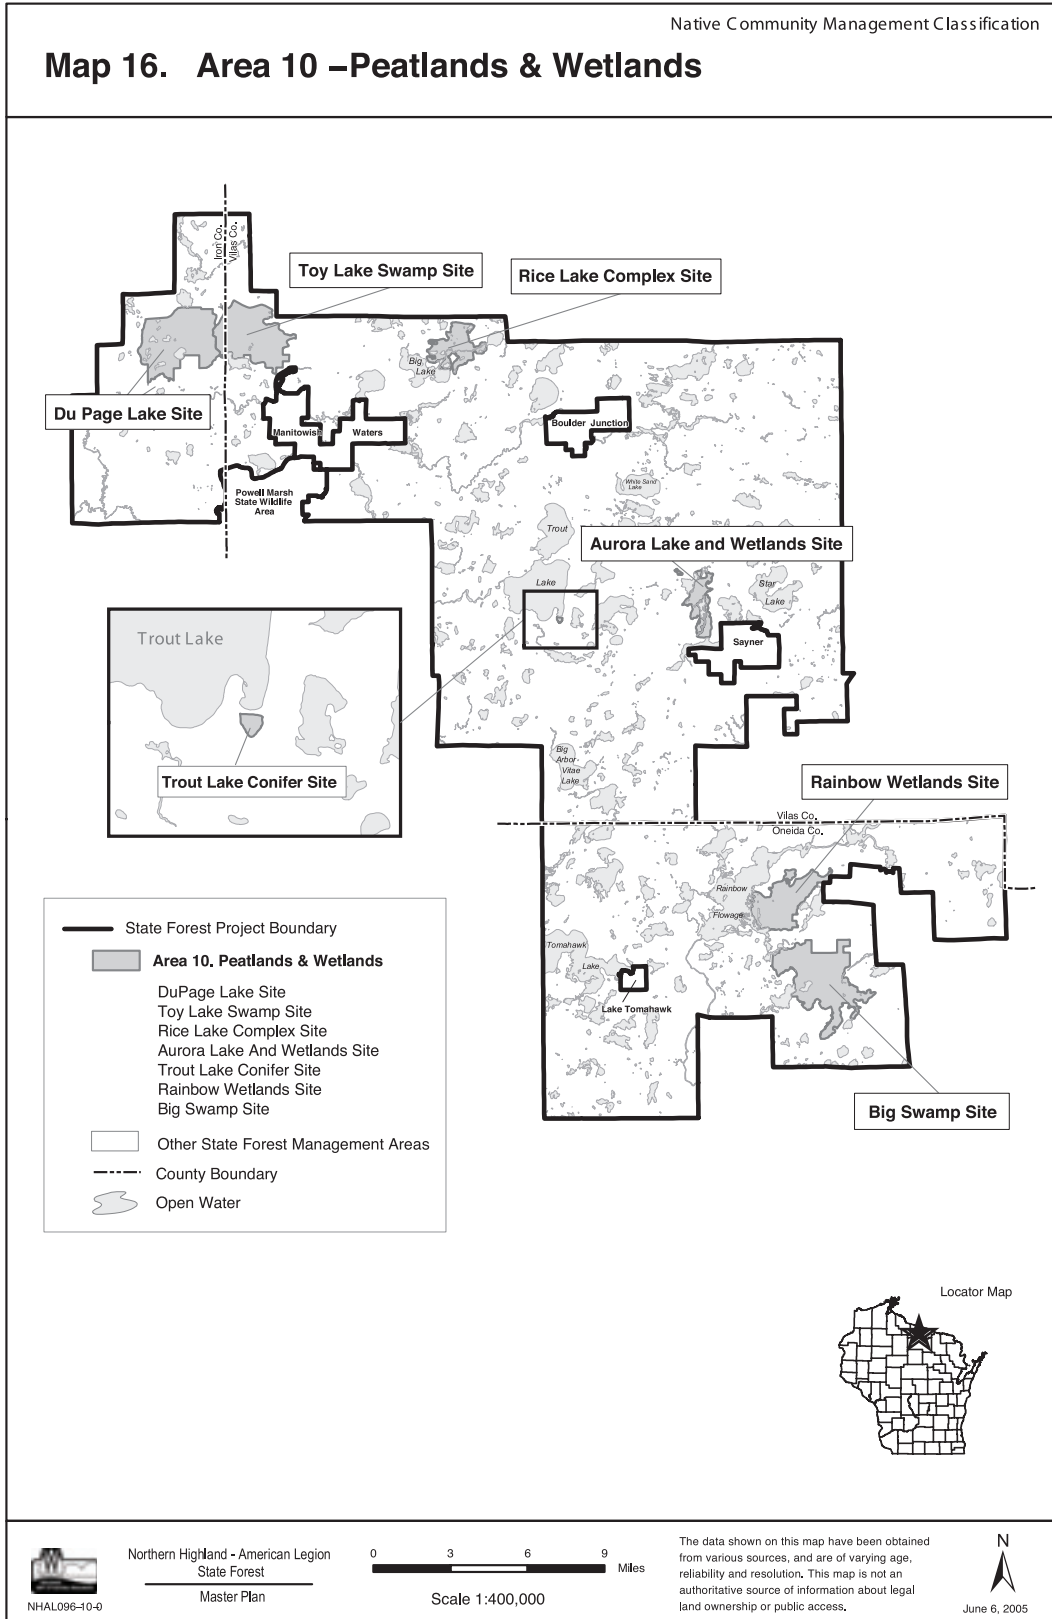 Native Community Management Classification
Map 16. Area 10 –Peatlands & Wetlands
Iron Co.
Vilas Co.
Toy Lake Swamp Site
Rice Lake Complex Site
Big
Lake
Du Page Lake Site
Manitowish
Waters
Boulder Junction
Powell Marsh
State Wildlife
Area
White Sand
Lake
Trout
Aurora Lake and Wetlands Site
Lake
Star
Lake
Trout Lake
Sayner
Trout Lake Conifer Site
Big
Arbor
Vitae
Lake
Rainbow Wetlands Site
Vilas Co.
Oneida Co.
Rainbow
Flowage
Tomahawk
Lake
Lake Tomahawk
Big Swamp Site
State Forest Project Boundary
Area 10. Peatlands & Wetlands
DuPage Lake Site
Toy Lake Swamp Site
Rice Lake Complex Site
Aurora Lake And Wetlands Site
Trout Lake Conifer Site
Rainbow Wetlands Site
Big Swamp Site
Other State Forest Management Areas
County Boundary
Open Water
Locator Map
NHAL096–10-0
Northern Highland - American Legion
State Forest
Master Plan
0 3 6 9
Miles
Scale 1:400,000
The data shown on this map have been obtained
from various sources, and are of varying age,
reliability and resolution. This map is not an
authoritative source of information about legal
land ownership or public access.
N
June 6, 2005